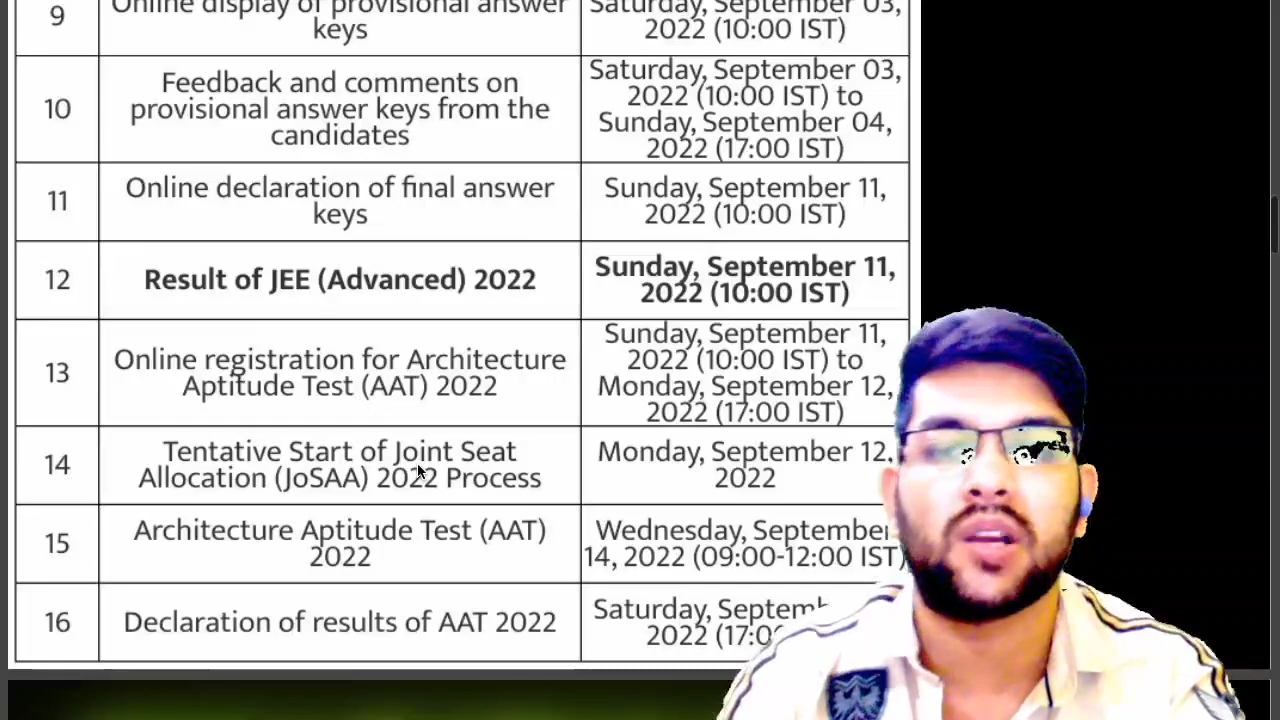 9
Online display of provisional answer
keys
Saturday, September 03,
2022 (10:00 IST)
10
Feedback and comments on
provisional answer keys from the
candidates
Saturday, September 03,
2022 (10:00 IST) to
Sunday, September 04,
2022 (17:00 IST)
11
Online declaration of final answer
keys
Sunday, September 11,
2022 (10:00 IST)
12
Result of JEE (Advanced) 2022
Sunday, September 11,
2022 (10:00 IST)
13
Online registration for Architecture
Aptitude Test (AAT) 2022
Sunday, September 11,
2022 (10:00 IST) to
Monday, September 12,
2022 (17:00 IST)
14
Tentative Start of Joint Seat
Allocation (JoSAA) 2022 Process
Monday, September 12,
2022
15
Architecture Aptitude Test (AAT)
2022
Wednesday, September
14, 2022 (09:00-12:00 IST)
16
Declaration of results of AAT 2022
Saturday,
2022